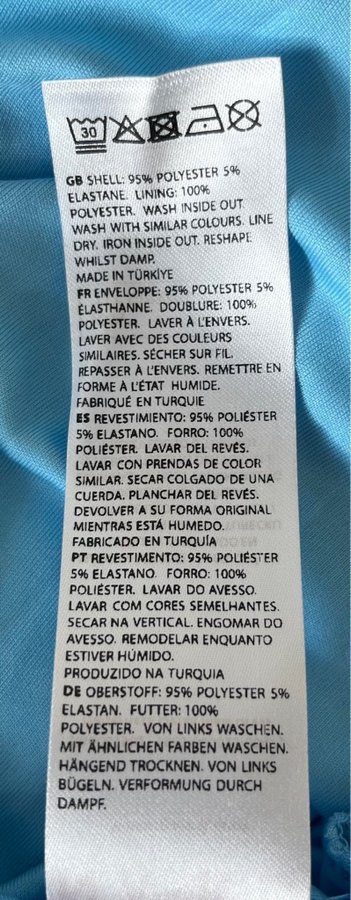 30
GB SHELL: 95% POLYESTER 5%
ELASTANE. LINING: 100%
POLYESTER. WASH INSIDE OUT
WASH WITH SIMILAR COLOURS. LINE
DRY. IRON INSIDE OUT. RESHAPE
WHILST DAMP.
MADE IN TÜRKİYE
FR ENVELOPPE: 95% POLYESTER 5%
ÉLASTHANNE. DOUBLURE: 100%
POLYESTER. LAVER À L'ENVERS.
LAVER AVEC DES COULEURS
SIMILAIRES. SÉCHER SUR FIL.
REPASSER À L'ENVERS. REMETTRE EN
FORME À L'ÉTAT HUMIDE.
FABRIQUÉ EN TURQUIE
ES REVESTIMIENTO: 95% POLIÉSTER
5% ELASTANO. FORRO: 100%
POLIÉSTER. LAVAR DEL REVÉS.
LAVAR CON PRENDAS DE COLOR
SIMILAR. SECAR COLGADO DE UNA
CUERDA. PLANCHAR DEL REVÉS.
DEVOLVER A SU FORMA ORIGINAL
MIENTRAS ESTÁ HUMEDO.
FABRICADO EN TURQUÍA
PT REVESTIMENTO: 95% POLIÉSTER
5% ELASTANO. FORRO: 100%
POLIÉSTER. LAVAR DO AVESSO.
LAVAR COM CORES SEMELHANTES.
SECAR NA VERTICAL. ENGOMAR DO
AVESSO. REMODELAR ENQUANTO
ESTIVER HÚMIDO.
PRODUZIDO NA TURQUIA
DE OBERSTOFF: 95% POLYESTER 5%
ELASTAN. FUTTER: 100%
POLYESTER. VON LINKS WASCHEN.
MIT ÄHNLICHEN FARBEN WASCHEN.
HÄNGEND TROCKNEN. VON LINKS
BÜGELN. VERFORMUNG DURCH
DAMPF.